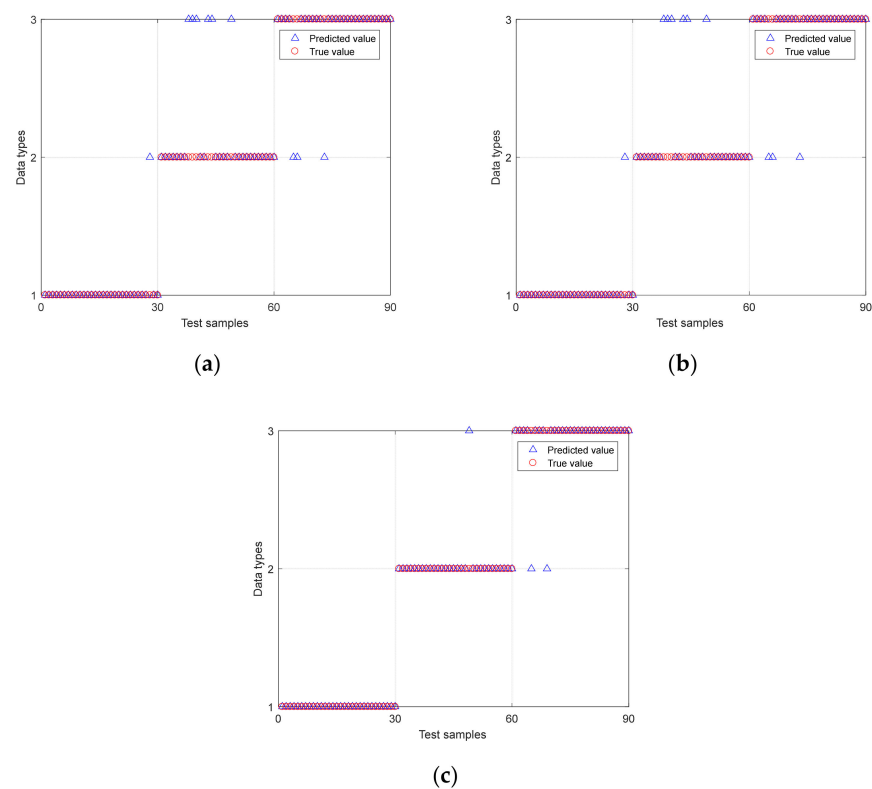 3
2
1
Data types
Predicted value
True value
0
30
60
90
Test samples
(a)
3
2
1
Data types
Predicted value
True value
0
30
60
90
Test samples
(b)
3
2
1
Data types
Predicted value
True value
0
30
60
90
Test samples
(c)